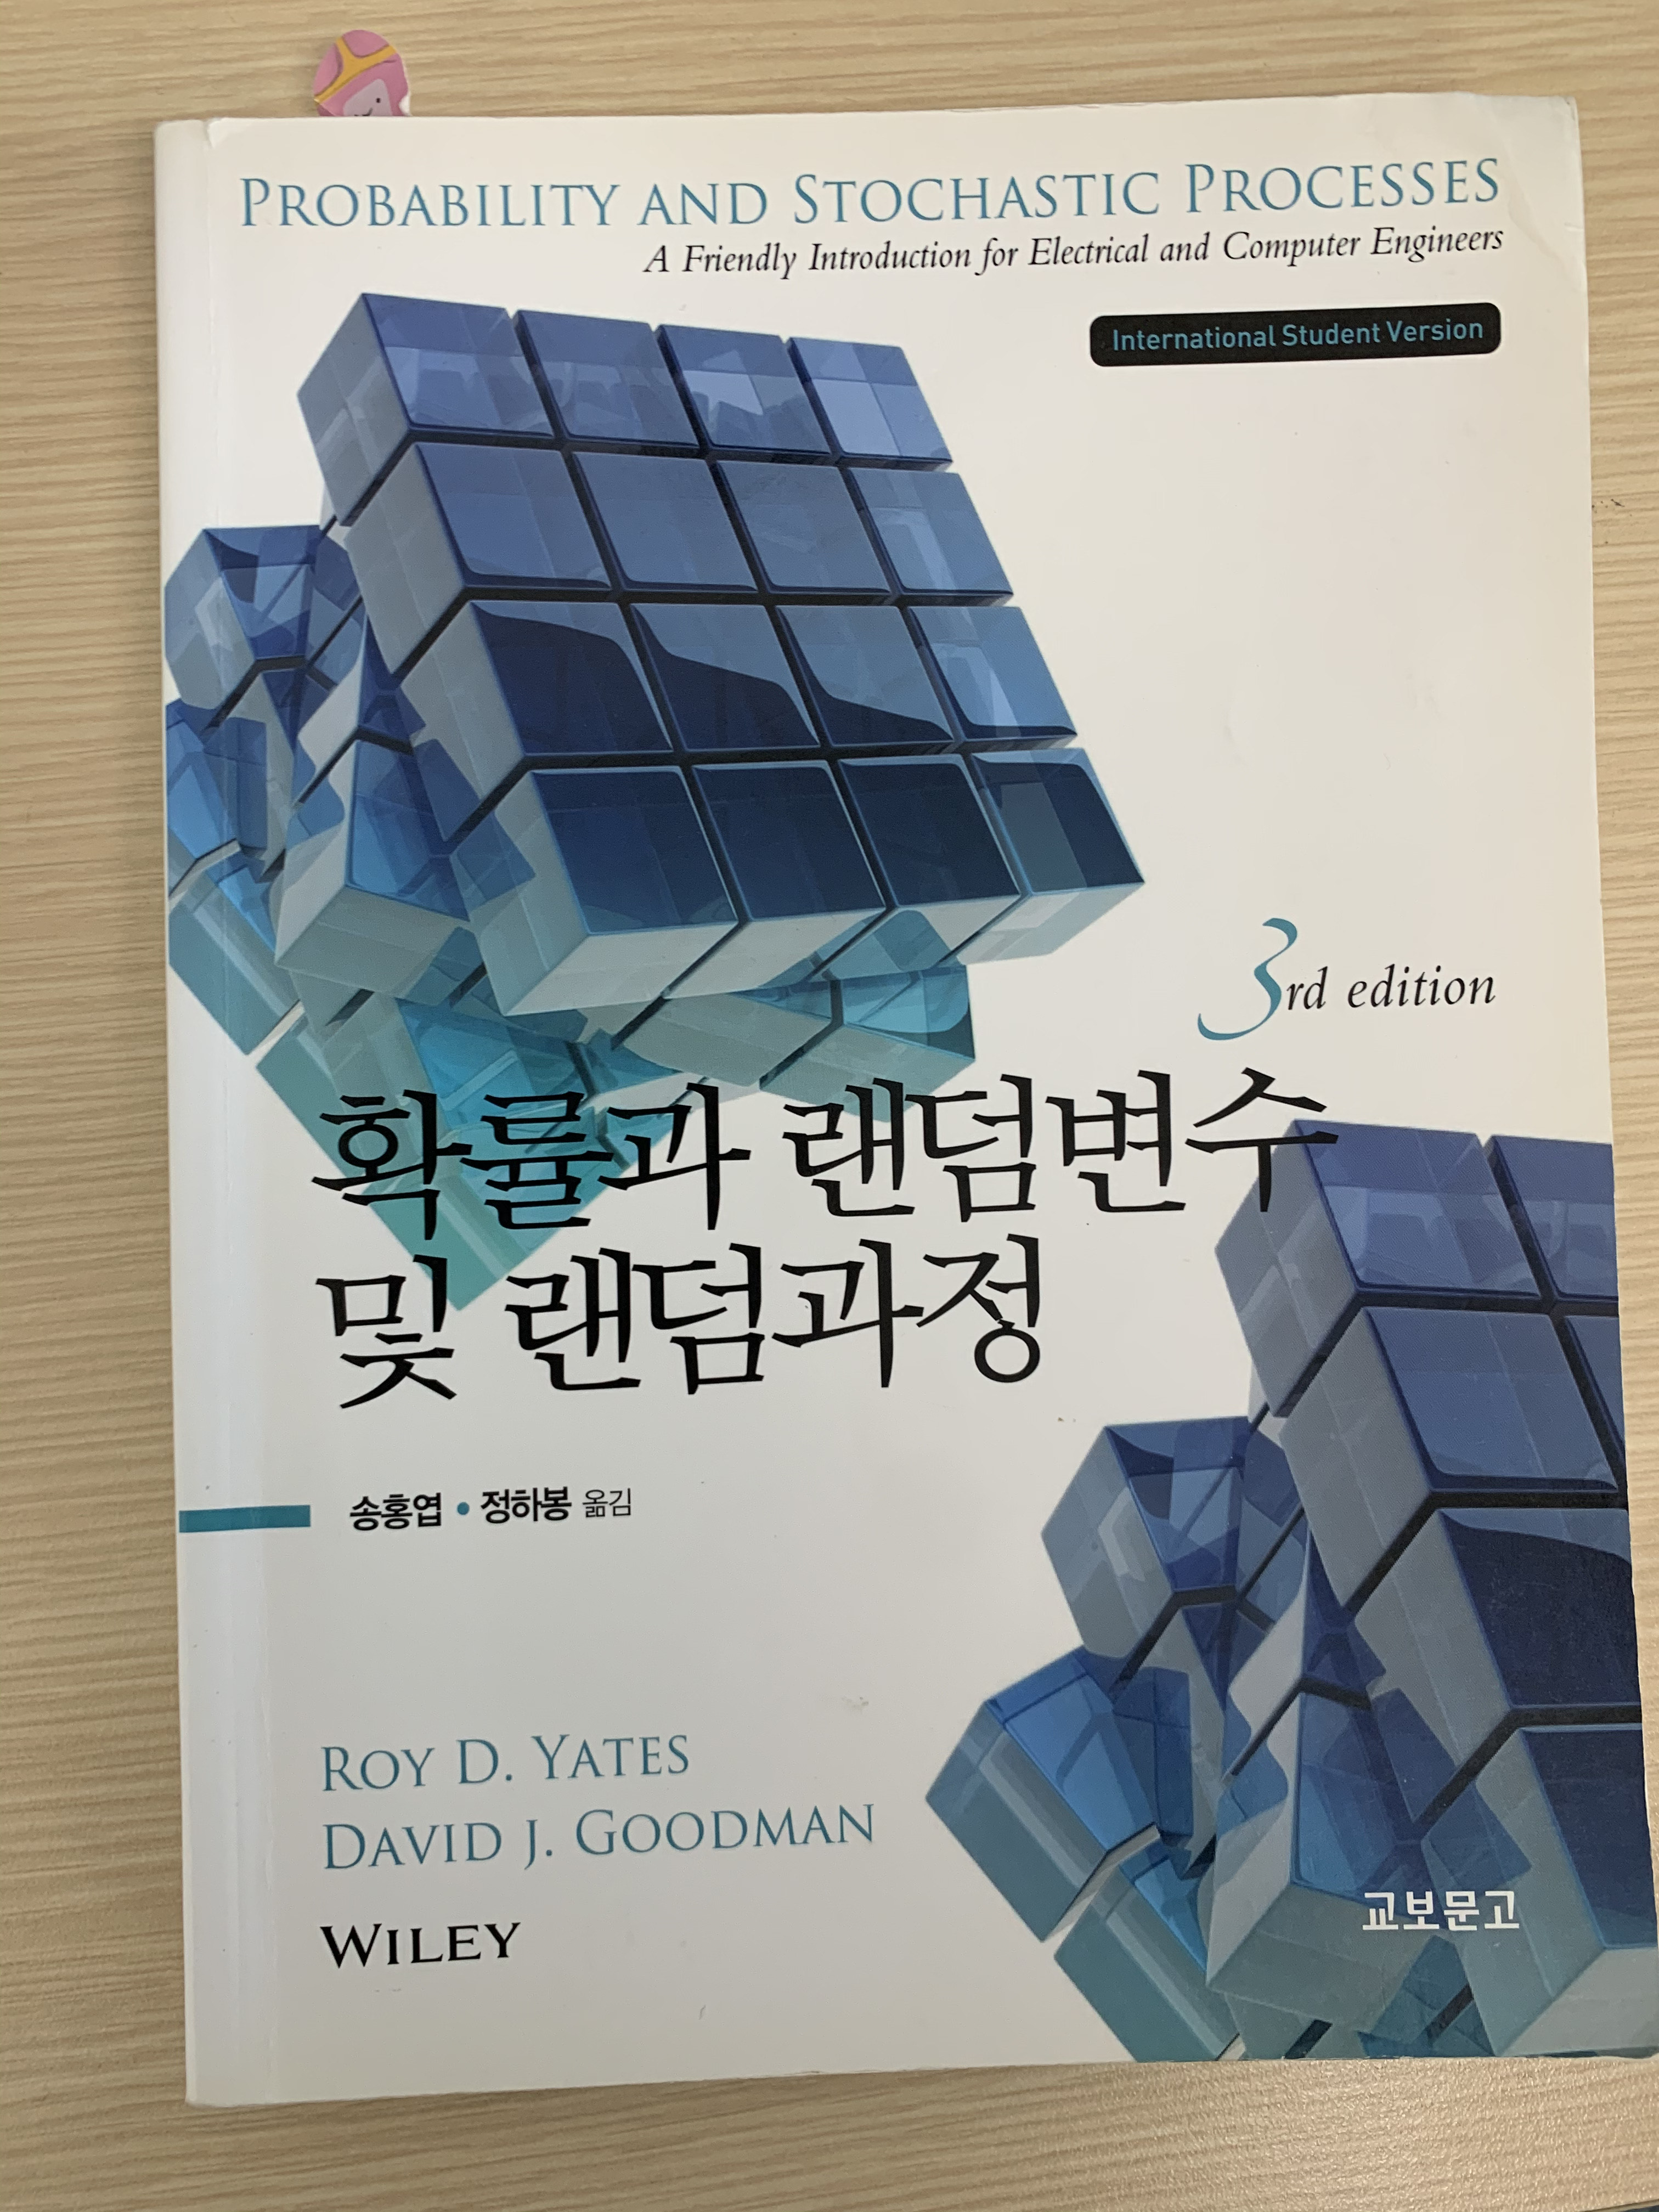 PROBABILITY AND STOCHASTIC PROCESSES
A Friendly Introduction for Electrical and Computer Engineers
International Student Version
3rd edition
확률과 랜덤변수
및 랜덤과정
송홍엽 • 정하봉 옮김
ROY D. YATES
DAVID J. GOODMAN
WILEY
교보문고